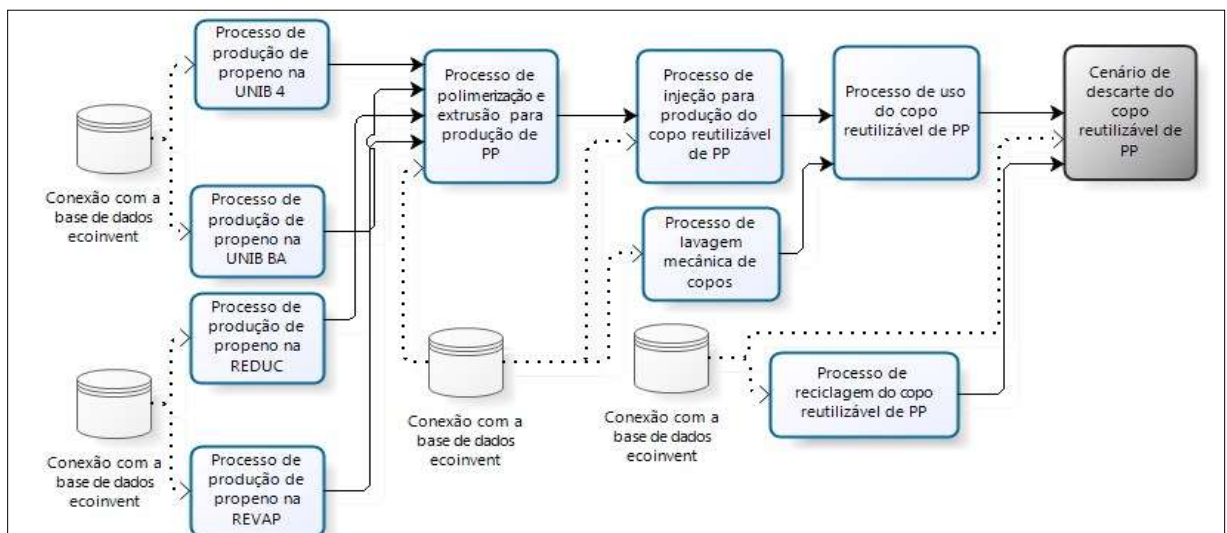 Processo de
produção de
propeno na
UNIB 4
Conexão com a
base de dados
ecoinvent
Processo de
produção de
propeno na
UNIB BA
Processo de
produção de
propeno na
REDUC
Conexão com a
base de dados
ecoinvent
Processo de
produção de
propeno na
REVAP
Processo de
polimerização e
extrusão para
produção de
PP
Conexão com a
base de dados
ecoinvent
Processo de
injeção para
produção do
copo reutilizável
de PP
Processo de
lavagem
mecânica de
copos
Conexão com a
base de dados
ecoinvent
Processo de uso
do copo
reutilizável de PP
Processo de
reciclagem do copo
reutilizável de PP
Cenário de
descarte do
copo
reutilizável de
PP